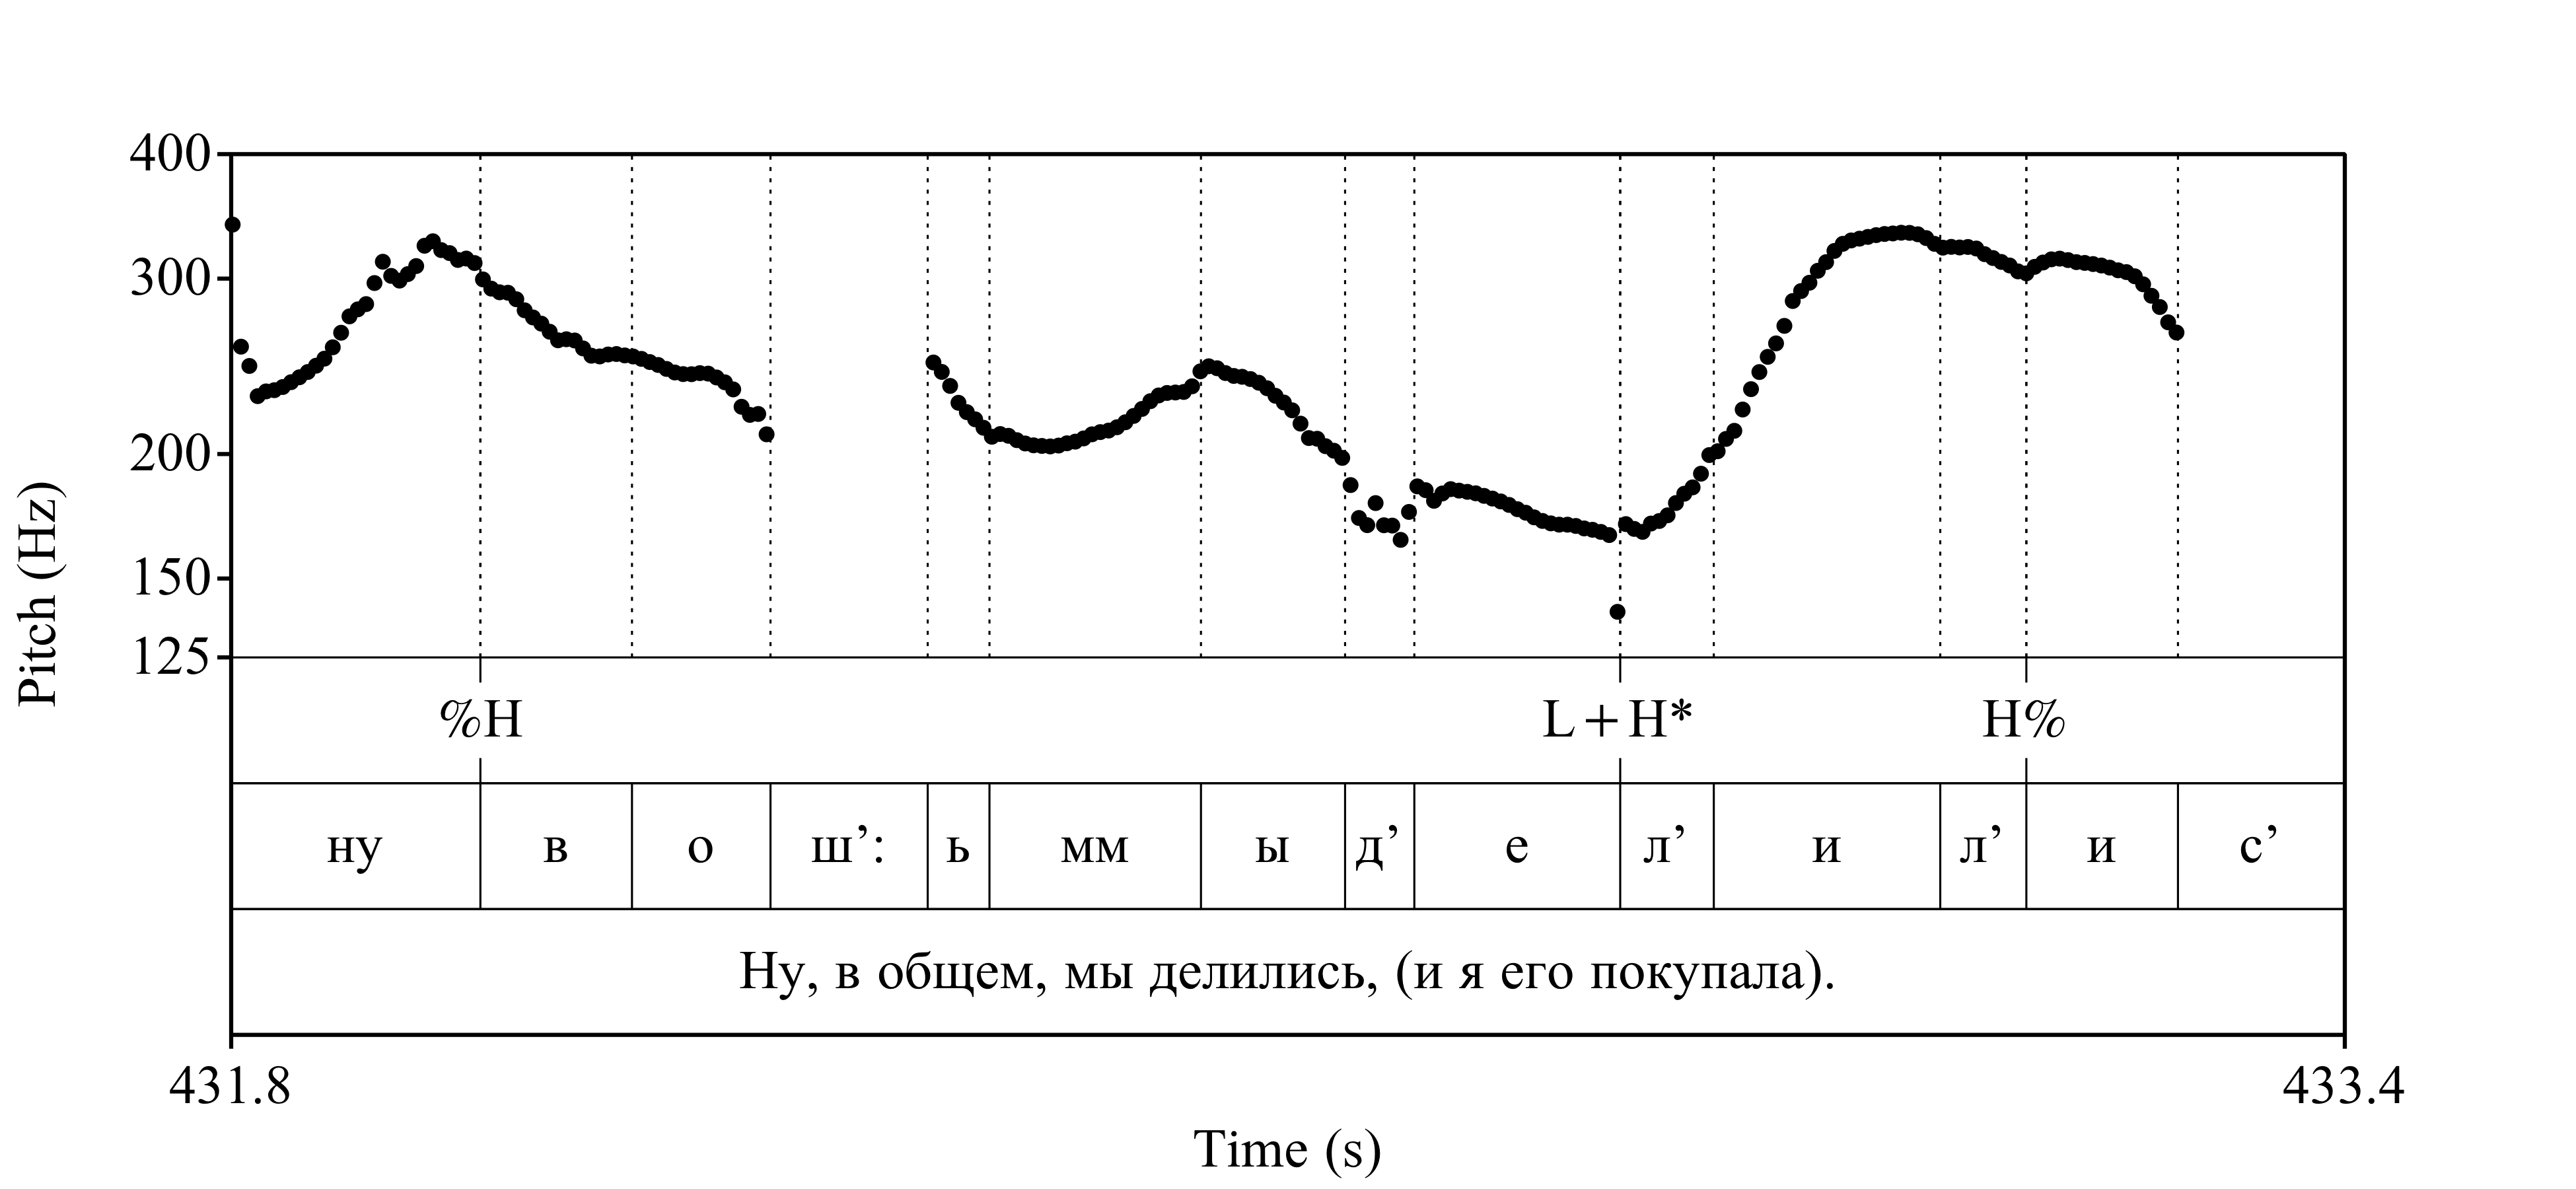 400
300
200
150
125
Pitch (Hz)
%H L+H* H%
ну в о ш’: ь мм ы д’ е л’ и л’ и с’
Ну, в общем, мы делились, (и я его покупала).
431.8 433.4
Time (s)